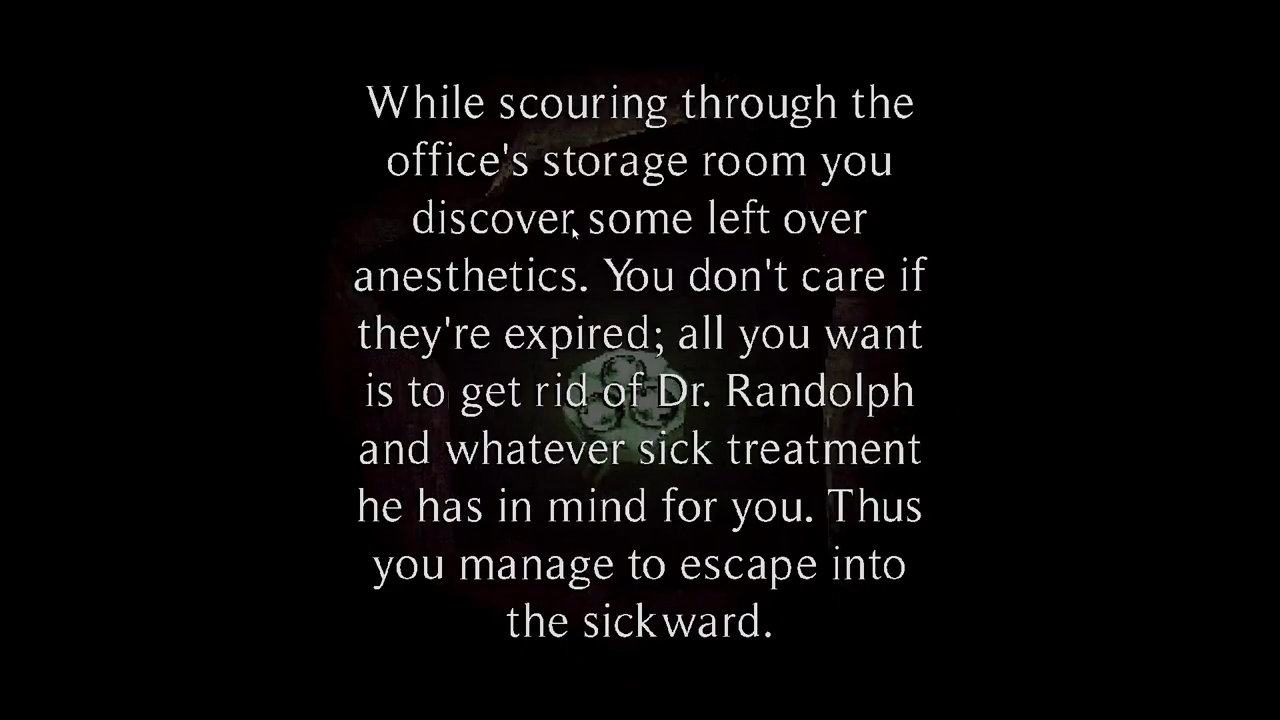 While scouring through the
office's storage room you
discover some left over
anesthetics. You don't care if
they're expired; all you want
is to get rid of Dr. Randolph
and whatever sick treatment
he has in mind for you. Thus
you manage to escape into
the sickward.